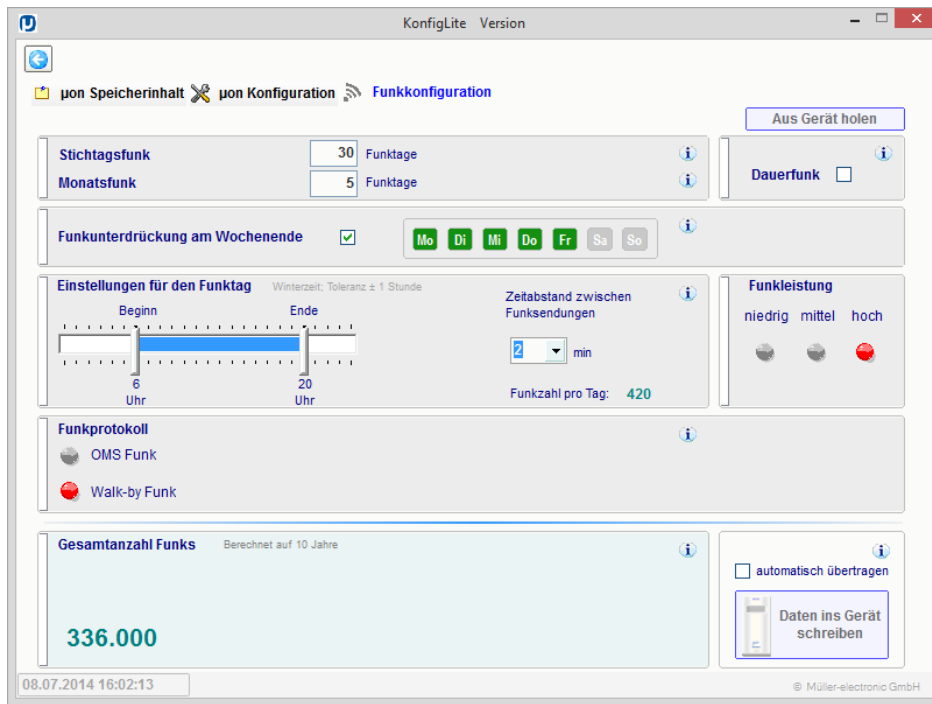 KonfigLite Version
µon Speicherinhalt µon Konfiguration Funkkonfiguration
Aus Gerät holen
Stichtagsfunk 30 Funktage
Monatsfunk 5 Funktage
Dauerfunk
Funkunterdrückung am Wochenende Mo Di Mi Do Fr Sa So
Einstellungen für den Funktag Winterzeit; Toleranz ± 1 Stunde
Beginn Ende
6 20
Uhr Uhr
Zeitabstand zwischen
Funksendungen
2 min
Funkzahl pro Tag: 420
Funkleistung
niedrig mittel hoch
Funkprotokoll
OMS Funk
Walk-by Funk
Gesamtanzahl Funks Berechnet auf 10 Jahre
336.000
automatisch übertragen
Daten ins Gerät
schreiben
08.07.2014 16:02:13
© Müller-electronic GmbH